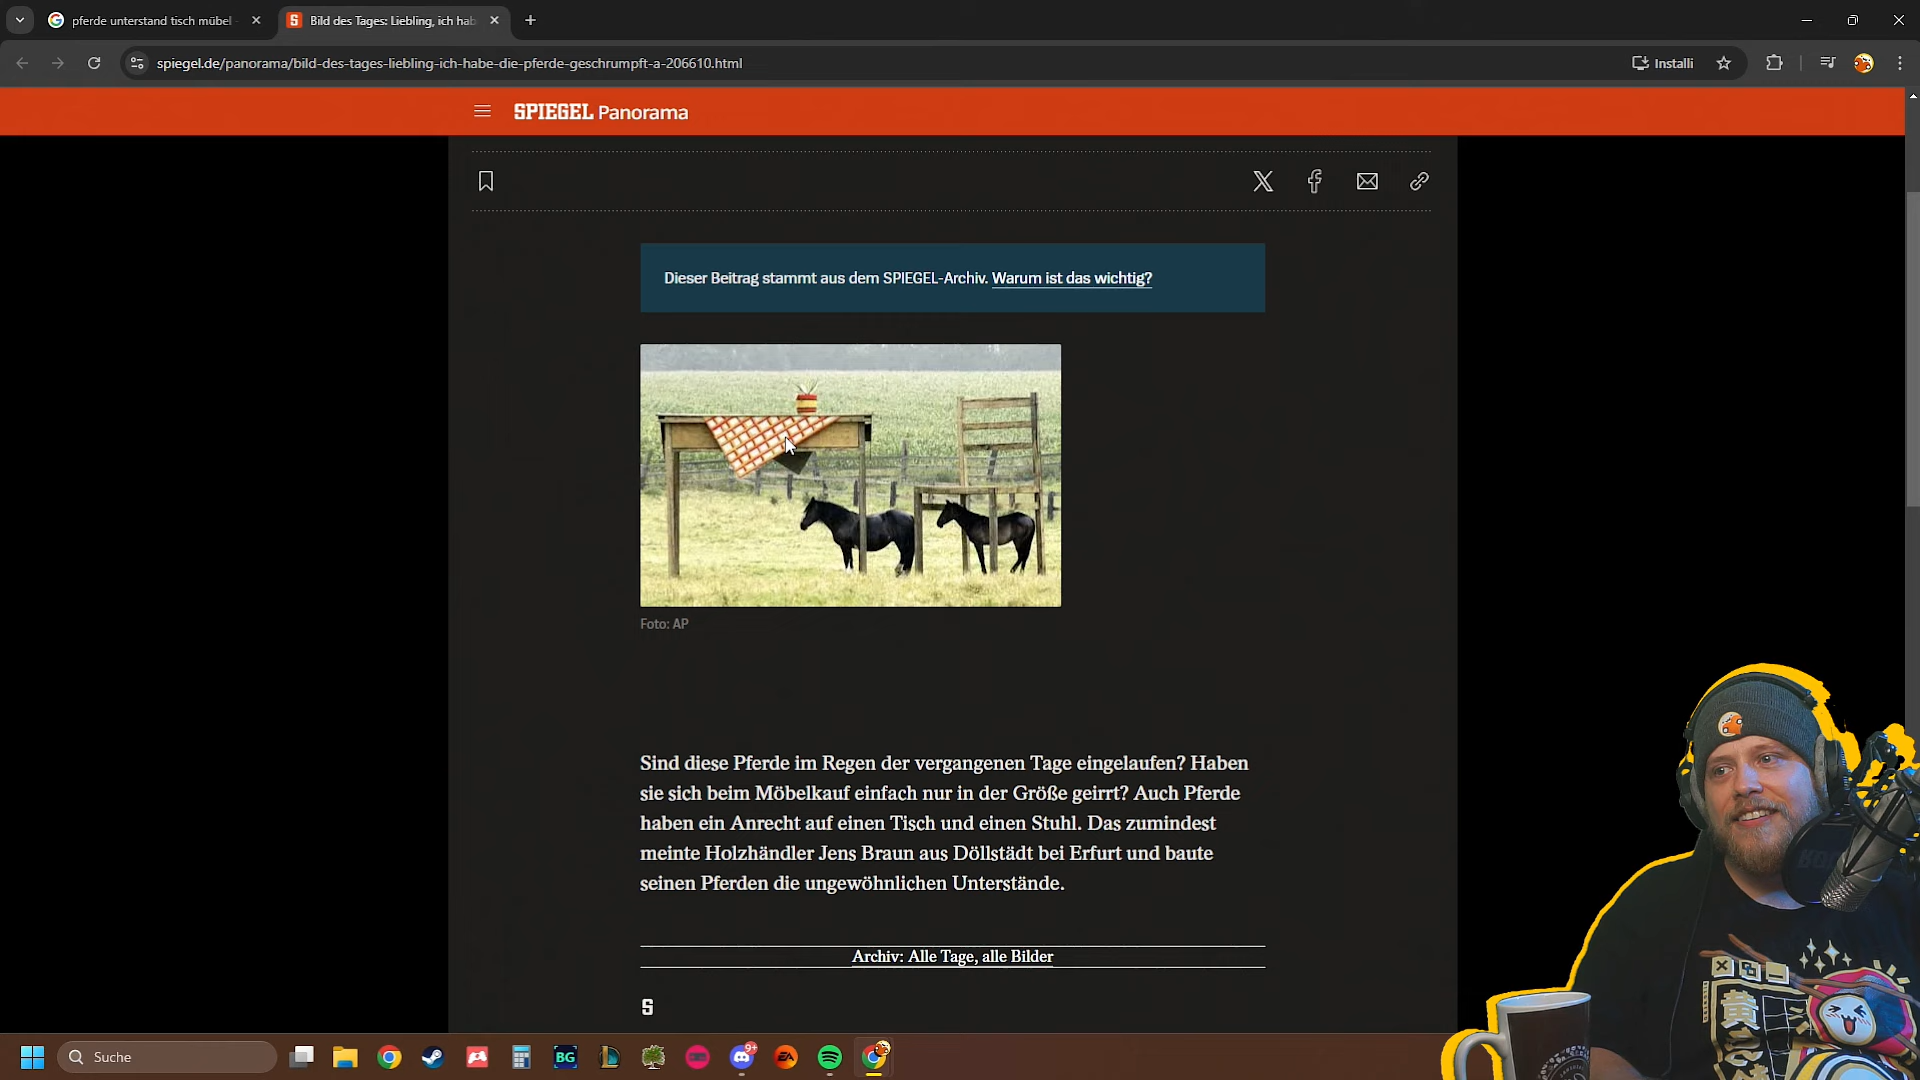 pferde unterstand tisch mübel
Bild des Tages: Liebling, ich hab
spiegel.de/panorama/bild-des-tages-liebling-ich-habe-die-pferde-geschrumpft-a-206610.html
Installi
SPIEGEL Panorama
Dieser Beitrag stammt aus dem SPIEGEL-Archiv. Warum ist das wichtig?
Foto: AP
Sind diese Pferde im Regen der vergangenen Tage eingelaufen? Haben
sie sich beim Möbelkauf einfach nur in der Größe geirrt? Auch Pferde
haben ein Anrecht auf einen Tisch und einen Stuhl. Das zumindest
meinte Holzhändler Jens Braun aus Döllstädt bei Erfurt und baute
seinen Pferden die ungewöhnlichen Unterstände.
Archiv: Alle Tage, alle Bilder
S
Suche
BG
9+
EA